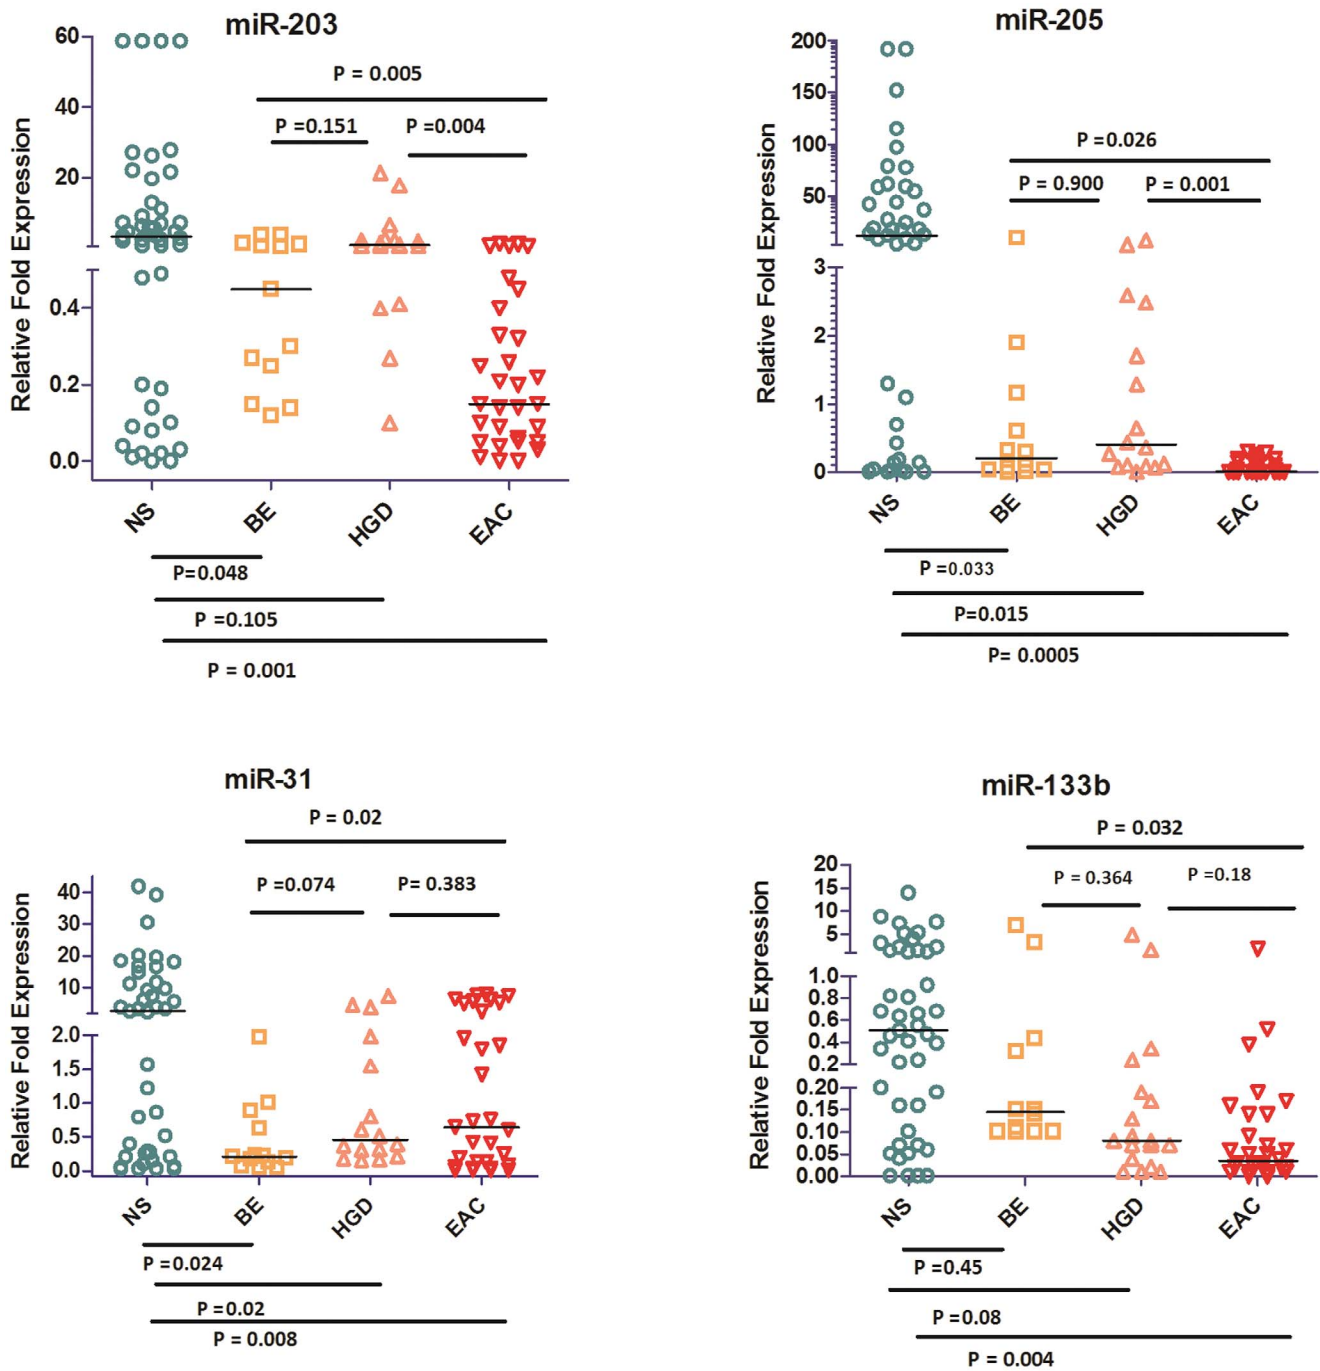 miR-203
Relative Fold Expression
60
40
20
0.4
0.2
0.0
P = 0.005
P =0.151
P =0.004
NS
BE
HGD
EAC
P=0.048
P =0.105
P = 0.001
miR-205
Relative Fold Expression
200
150
100
50
3
2
1
0
P = 0.026
P = 0.900
P = 0.001
NS
BE
HGD
EAC
P =0.033
P=0.015
P= 0.0005
miR-31
Relative Fold Expression
40
30
20
10
2.0
1.0
0.5
0.0
P = 0.02
P =0.074
P= 0.383
NS
BE
HGD
EAC
P =0.024
P =0.02
P = 0.008
miR-133b
Relative Fold Expression
20
15
10
5
1.0
0.8
0.6
0.4
0.2
0.20
0.15
0.10
0.05
0.00
P = 0.032
P = 0.364
P =0.18
NS
BE
HGD
EAC
P =0.45
P =0.08
P = 0.004